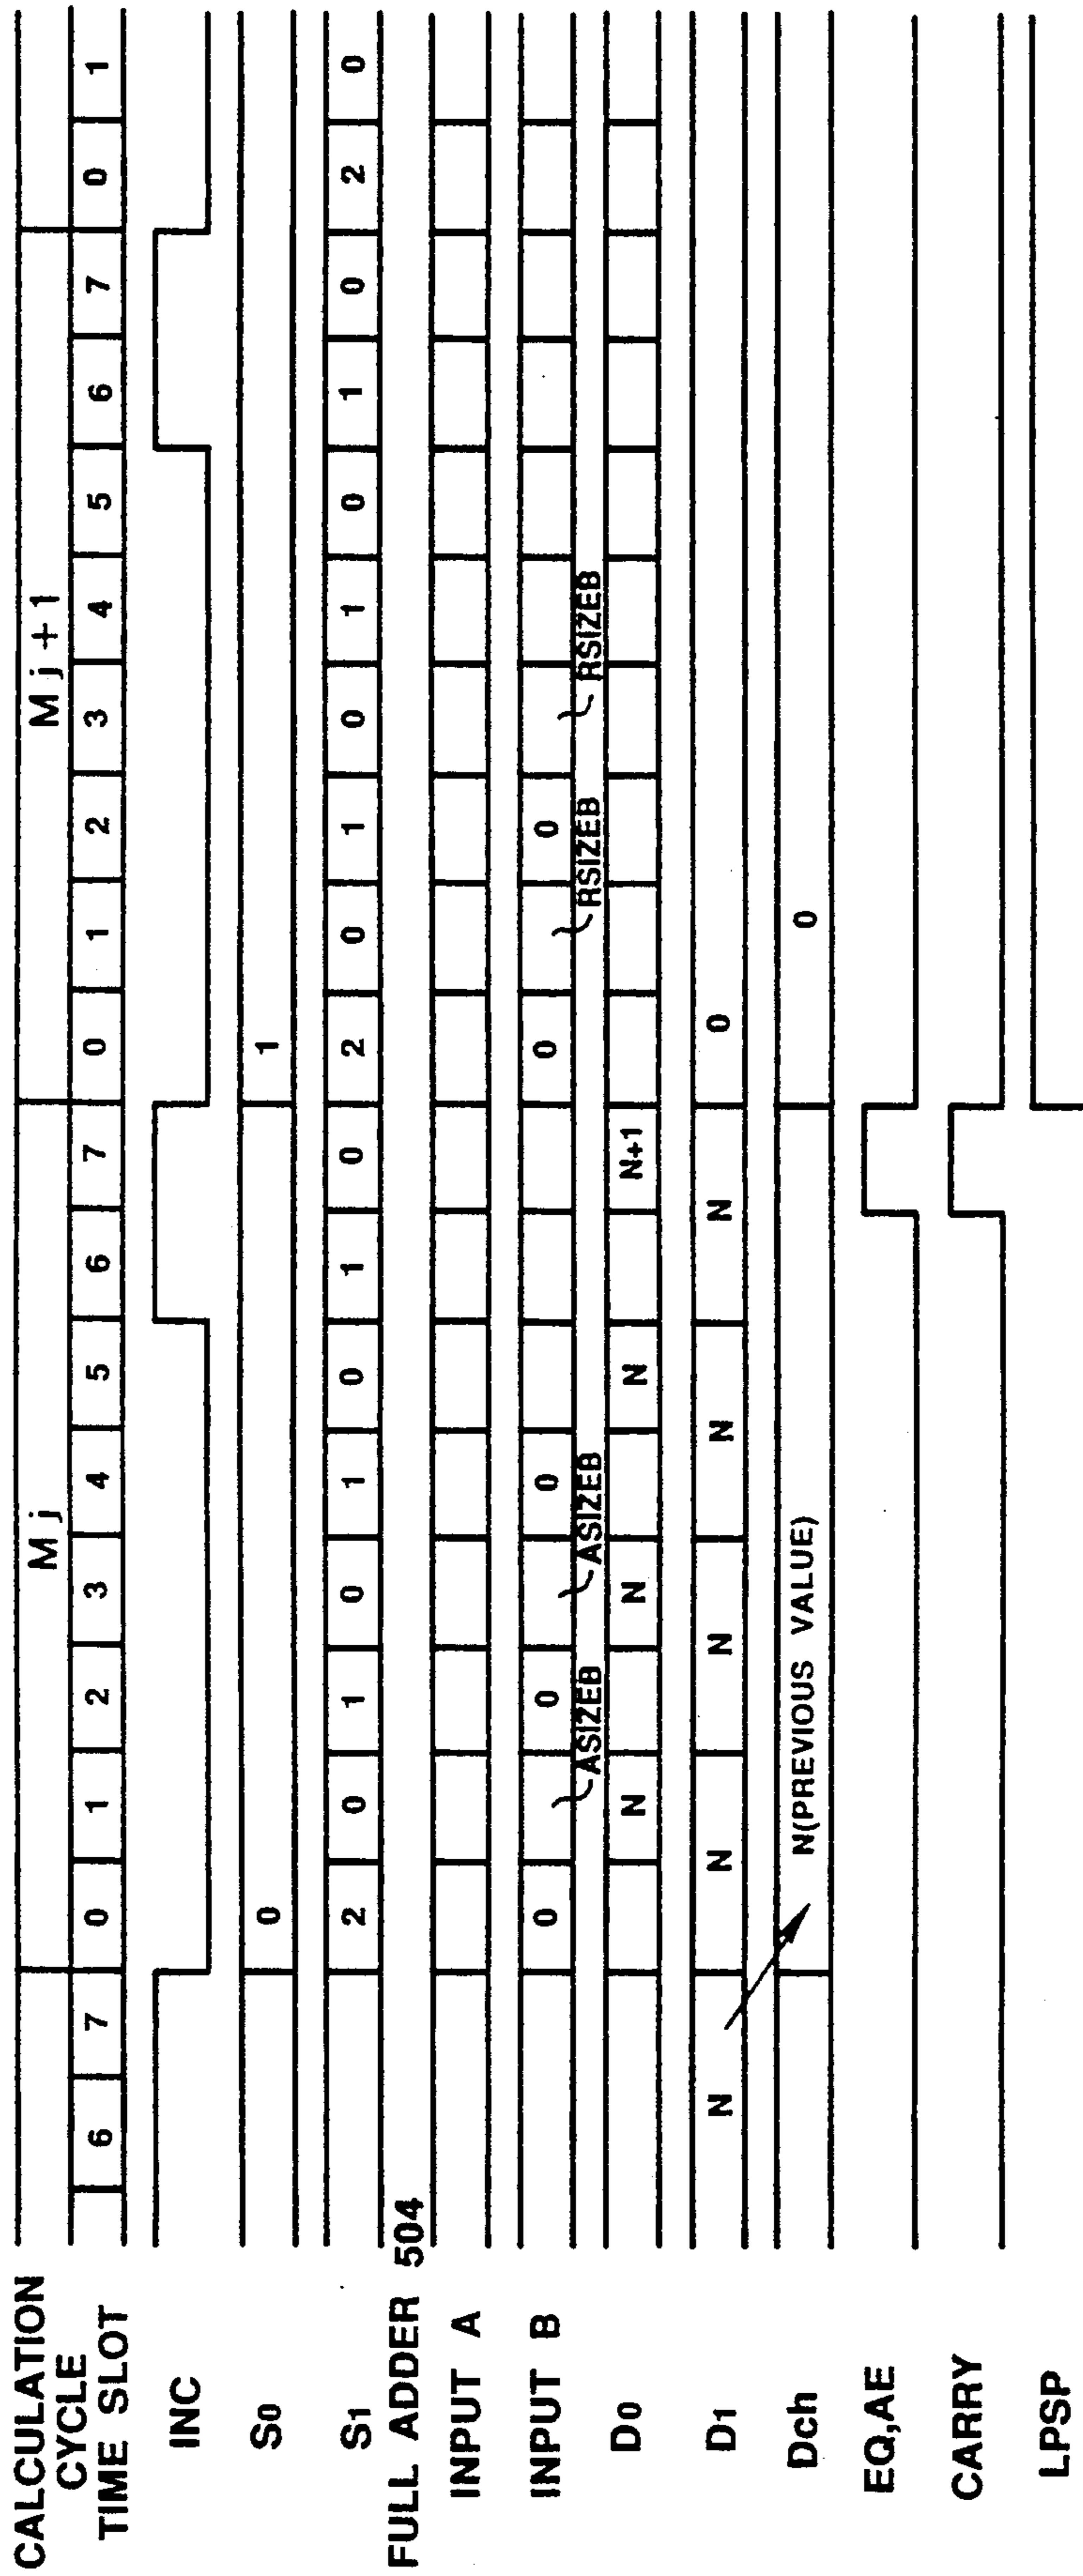 CALCULATION
CYCLE
Mj Mj+1
TIME SLOT 6 7 0 1 2 3 4 5 6 7 0 1 2 3 4 5 6 7 0 1
INC
S0 0 1
S1 2 0 1 0 1 0 1 0 2 0 1 0 1 0 1 0 2 0
FULL ADDER 504
INPUT A
INPUT B 0 0 0 0 0
ASIZEB ASIZEB RSIZEB RSIZEB
D0 N N N N+1
D1 N N N N N 0
Dch N(PREVIOUS VALUE) 0
EQ,AE
CARRY
LPSP